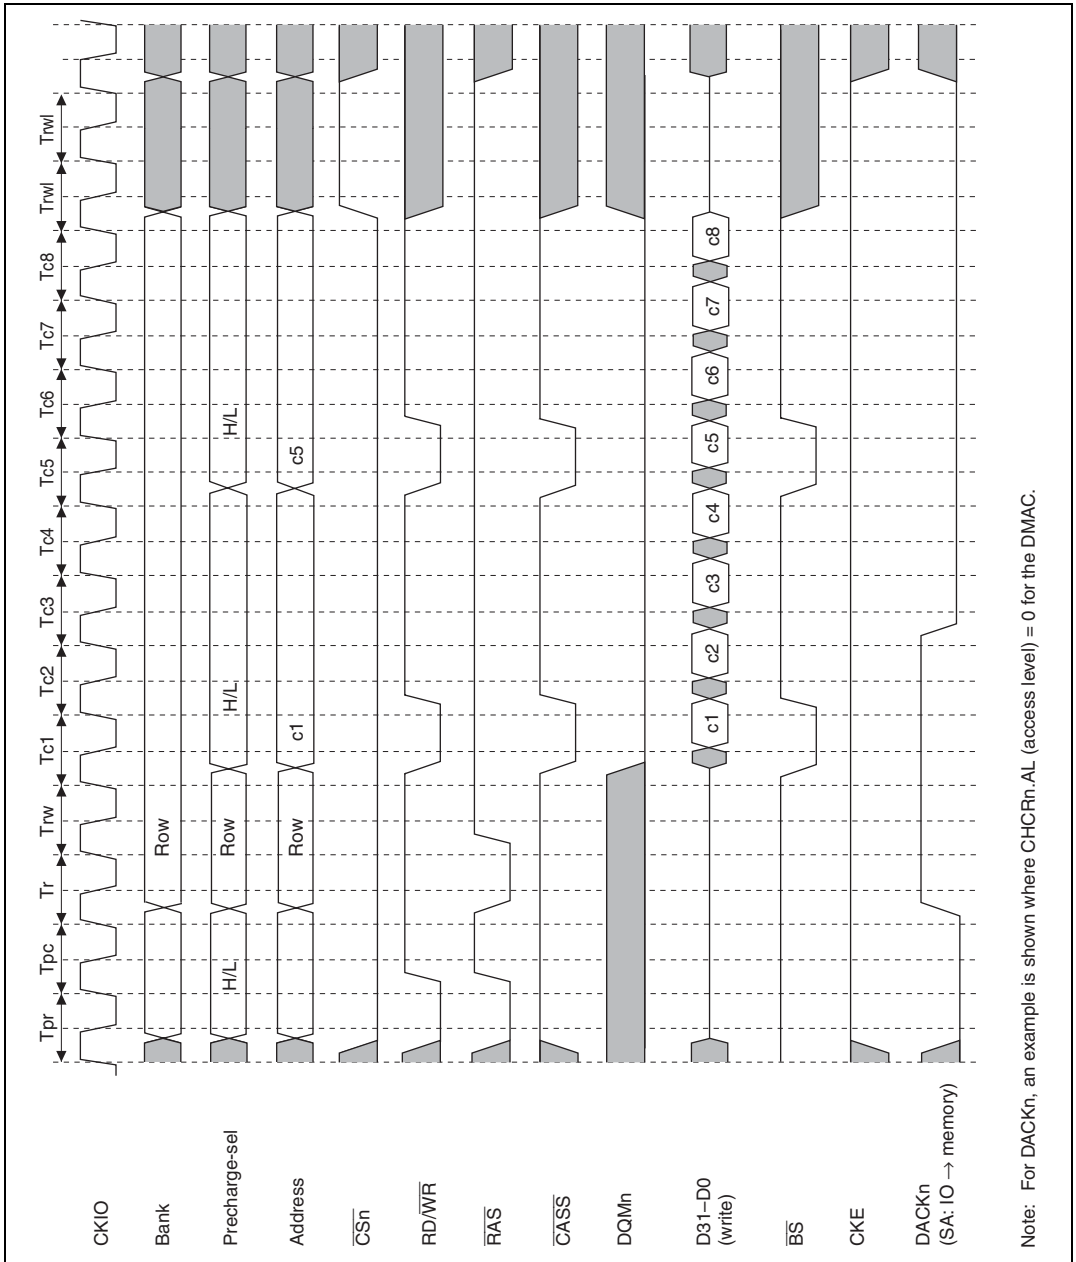 Tpr Tpc Tr Trw Tc1 Tc2 Tc3 Tc4 Tc5 Tc6 Tc7 Tc8 Trwl Trwl
CKIO
Bank Row
Precharge-sel H/L Row H/L H/L
Address Row c1 c5
CSn
RD/WR
RAS
CASS
DQMn
D31–D0
(write)
c1 c2 c3 c4 c5 c6 c7 c8
BS
CKE
DACKn
(SA: IO → memory)
Note: For DACKn, an example is shown where CHCRn.AL (access level) = 0 for the DMAC.